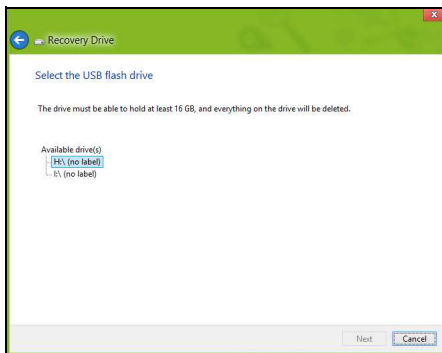 Recovery Drive
Select the USB flash drive
The drive must be able to hold at least 16 GB, and everything on the drive will be deleted.
Available drive(s)
H:\ (no label)
I:\ (no label)
Next
Cancel